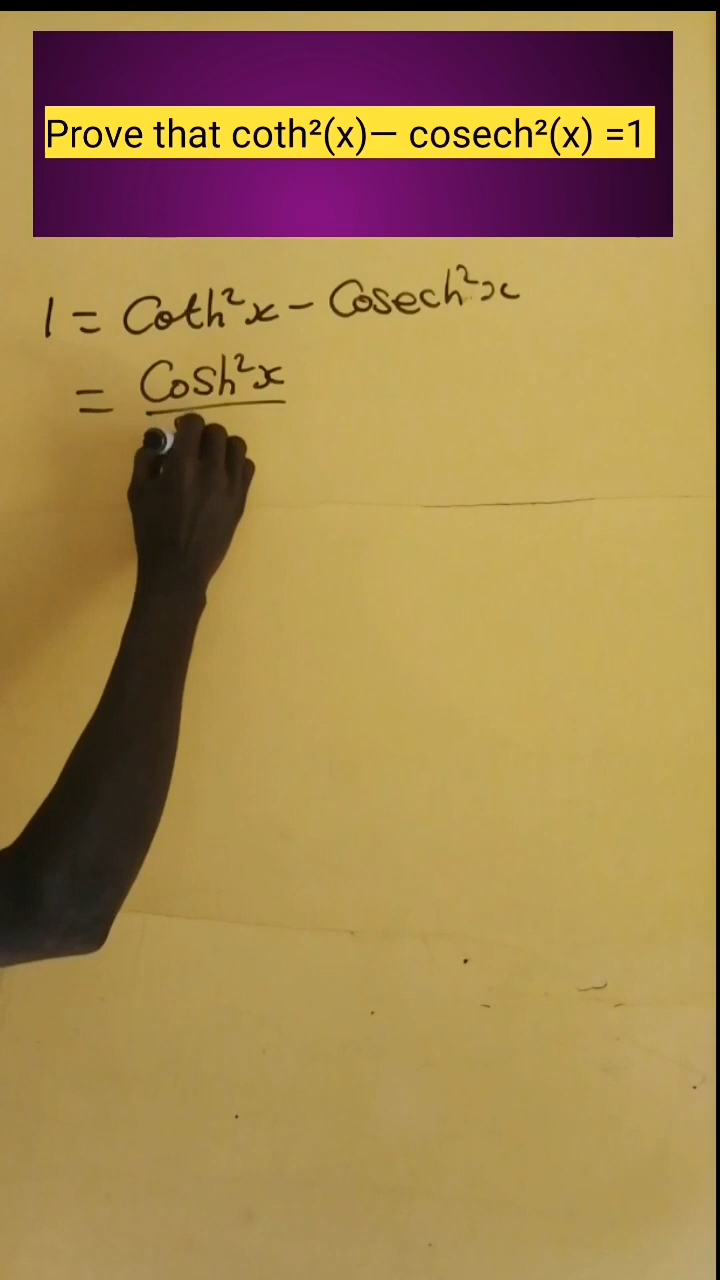 Prove that coth²(x)— cosech²(x) =1
1 = Coth²x - Cosech²x
= Cosh²x